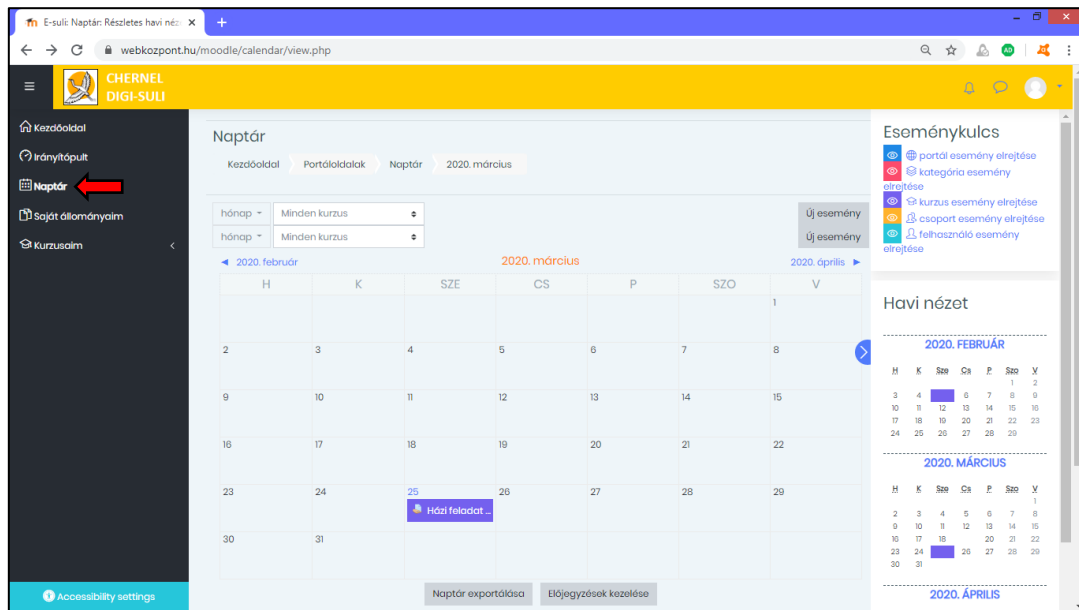 E-suli: Naptár: Részletes havi néz
webkozpont.hu/moodle/calendar/view.php
CHERNEL
DIGI-SULI
Kezdőoldal
Irányítópult
Naptár
Saját állományaim
Kurzusaim
Accessibility settings
Naptár
Kezdőoldal Portáloldalak Naptár 2020. március
hónap Minden kurzus Új esemény
hónap Minden kurzus Új esemény
2020. február 2020. március 2020. április
H K SZE CS P SZO V
1
2 3 4 5 6 7 8
9 10 11 12 13 14 15
16 17 18 19 20 21 22
23 24 25 26 27 28 29
Házi feladat ...
30 31
Naptár exportálása Előjegyzések kezelése
Eseménykulcs
portál esemény elrejtése
kategória esemény
elrejtése
kurzus esemény elrejtése
csoport esemény elrejtése
felhasználó esemény
elrejtése
Havi nézet
2020. FEBRUÁR
H K Sze Cs P Szo V
1 2
3 4 6 7 8 9
10 11 12 13 14 15 16
17 18 19 20 21 22 23
24 25 26 27 28 29
2020. MÁRCIUS
H K Sze Cs P Szo V
1
2 3 4 5 6 7 8
9 10 11 12 13 14 15
16 17 18 20 21 22
23 24 26 27 28 29
30 31
2020. ÁPRILIS